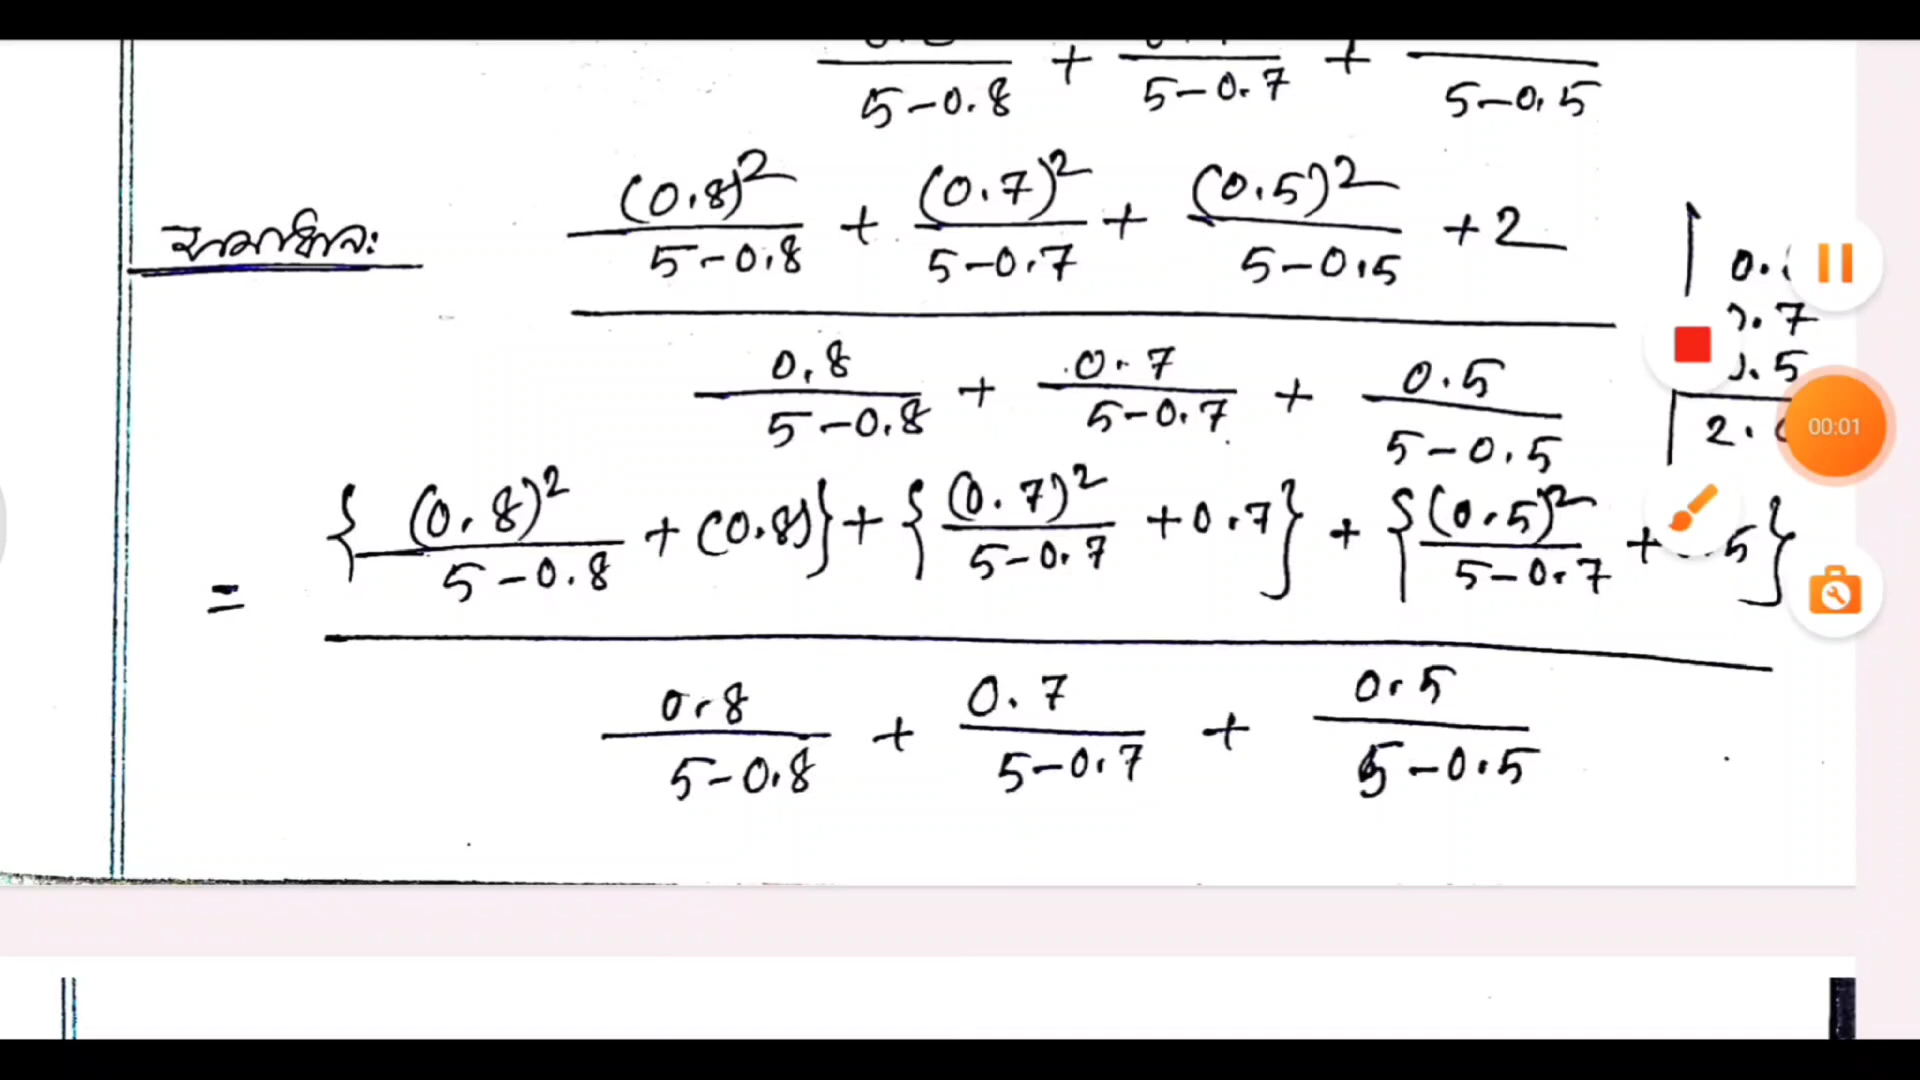 5-0.8 + 5-0.7 + 5-0.5
সমাধান: (0.8)² + (0.7)² + (0.5)² + 2
5-0.8 5-0.7 5-0.5
0.8 + 0.7 + 0.5
5-0.8 5-0.7 5-0.5
.7
.5
2.
00:01
= {(0.8)² + (0.8)} + {(0.7)² + 0.7} + {(0.5)² + .5}
5-0.8 5-0.7 5-0.7
0.8 + 0.7 + 0.5
5-0.8 5-0.7 5-0.5